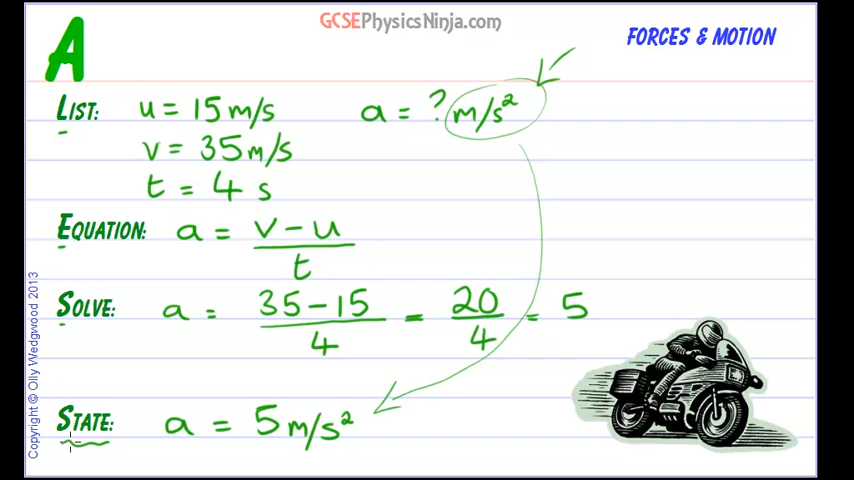 GCSEPhysicsNinja.com
FORCES & MOTION
A
LIST: u = 15 m/s a = ? m/s²
v = 35 m/s
t = 4 s
EQUATION: a = v - u / t
SOLVE: a = 35 - 15 / 4 = 20 / 4 = 5
STATE: a = 5 m/s²
Copyright © Olly Wedgwood 2013